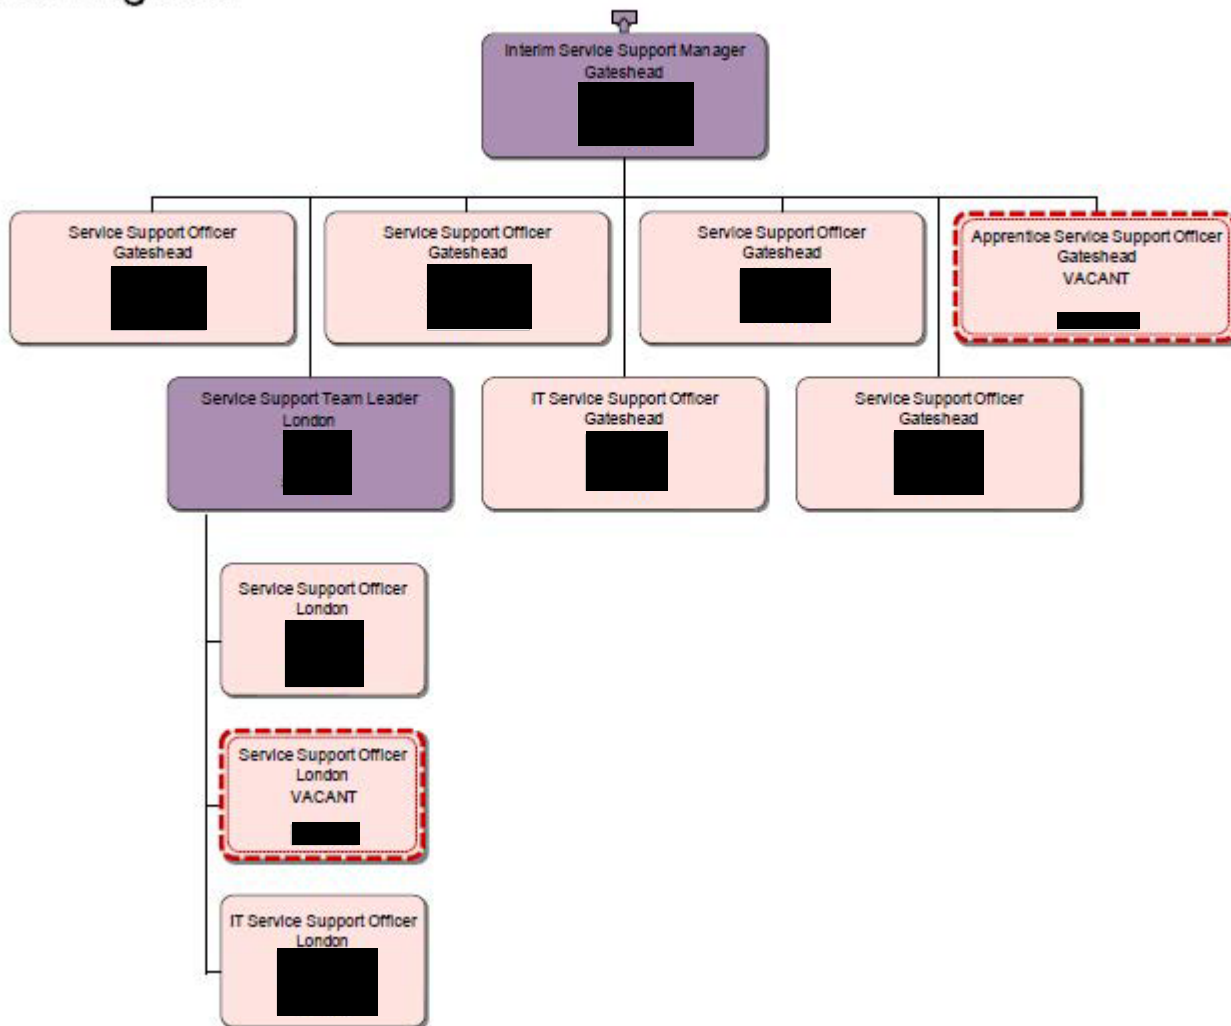 Interim Service Support Manager
Gateshead
Service Support Officer
Gateshead
Service Support Officer
Gateshead
Service Support Officer
Gateshead
Apprentice Service Support Officer
Gateshead
VACANT
Service Support Team Leader
London
IT Service Support Officer
Gateshead
Service Support Officer
Gateshead
Service Support Officer
London
Service Support Officer
London
VACANT
IT Service Support Officer
London